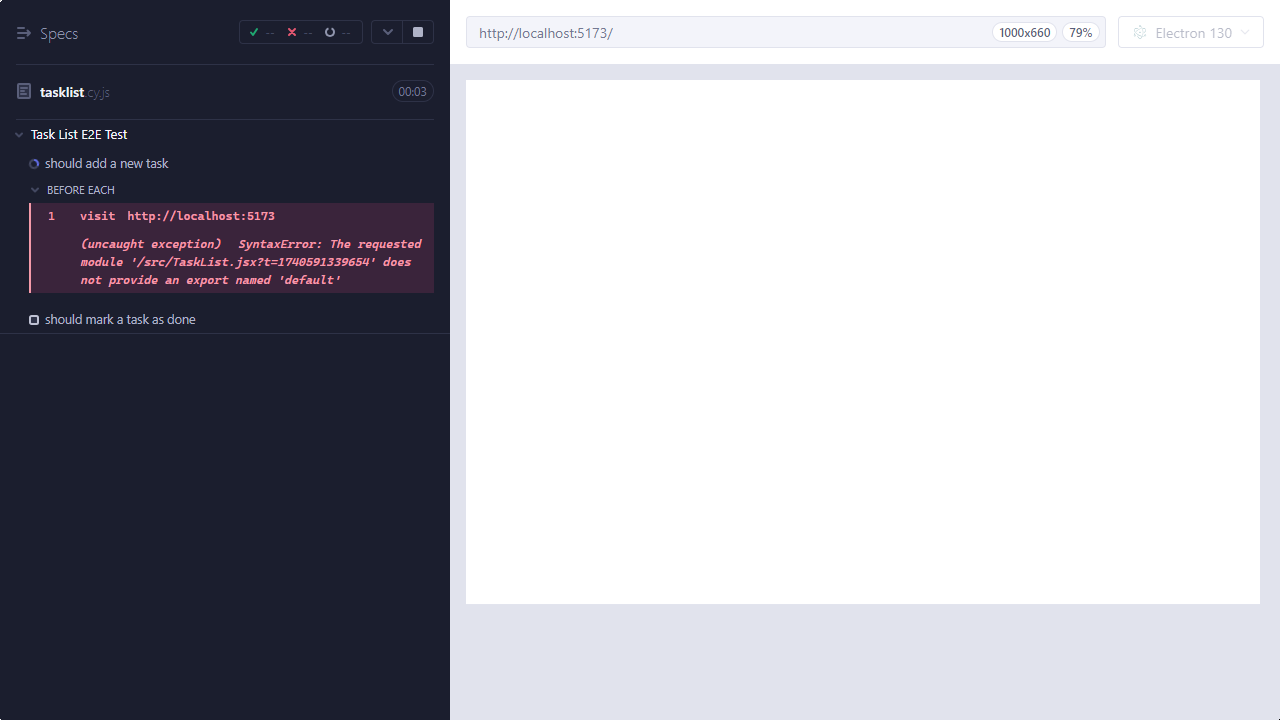 Specs
--
--
--
tasklist.cy.js
00:03
Task List E2E Test
should add a new task
BEFORE EACH
1 visit http://localhost:5173
(uncaught exception) SyntaxError: The requested
module '/src/TaskList.jsx?t=1740591339654' does
not provide an export named 'default'
should mark a task as done
http://localhost:5173/
1000x660
79%
Electron 130